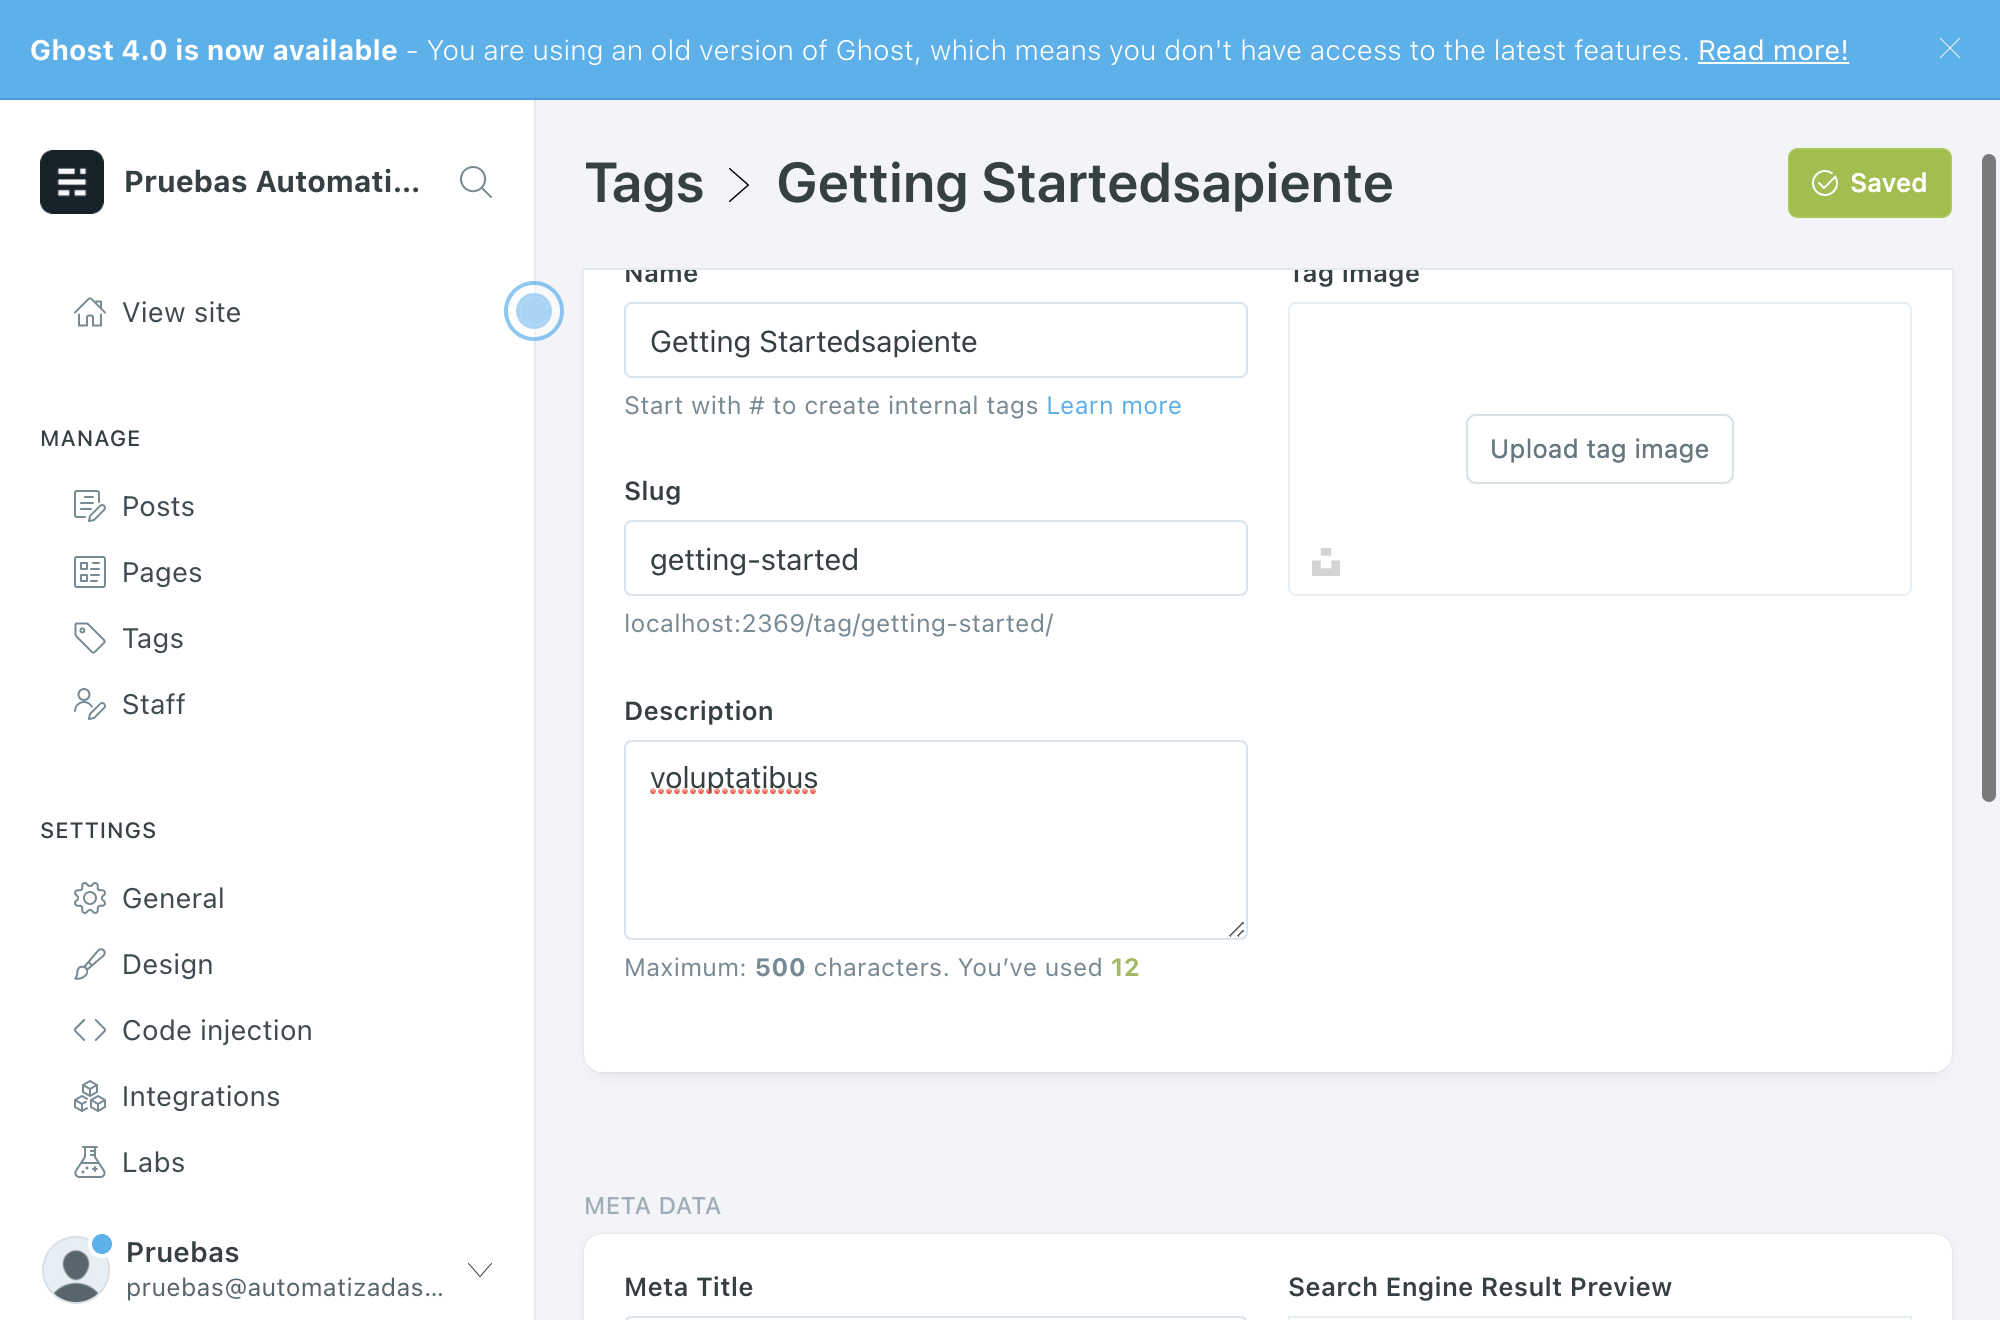 Ghost 4.0 is now available - You are using an old version of Ghost, which means you don't have access to the latest features. Read more!
Pruebas Automati...
View site
MANAGE
Posts
Pages
Tags
Staff
SETTINGS
General
Design
Code injection
Integrations
Labs
Pruebas
pruebas@automatizadas...
Tags > Getting Startedsapiente
Saved
Name
Getting Startedsapiente
Start with # to create internal tags Learn more
Slug
getting-started
localhost:2369/tag/getting-started/
Description
voluptatibus
Maximum: 500 characters. You’ve used 12
Tag image
Upload tag image
META DATA
Meta Title
Search Engine Result Preview